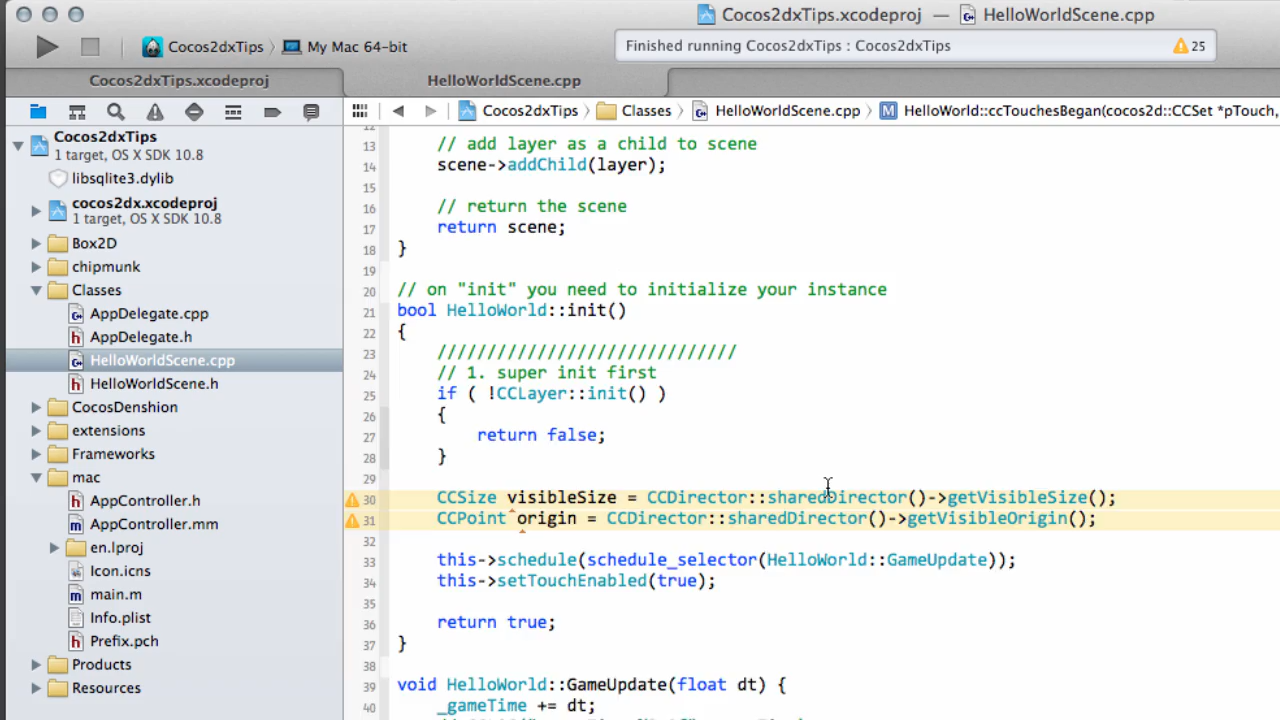 Cocos2dxTips.xcodeproj — HelloWorldScene.cpp
Cocos2dxTips 〉 My Mac 64-bit
Finished running Cocos2dxTips : Cocos2dxTips
25
Cocos2dxTips.xcodeproj
HelloWorldScene.cpp
Cocos2dxTips 〉 Classes 〉 HelloWorldScene.cpp 〉 M HelloWorld::ccTouchesBegan(cocos2d::CCSet *pTouch,
Cocos2dxTips
1 target, OS X SDK 10.8
libsqlite3.dylib
cocos2dx.xcodeproj
1 target, OS X SDK 10.8
Box2D
chipmunk
Classes
AppDelegate.cpp
AppDelegate.h
HelloWorldScene.cpp
HelloWorldScene.h
CocosDenshion
extensions
Frameworks
mac
AppController.h
AppController.mm
en.lproj
Icon.icns
main.m
Info.plist
Prefix.pch
Products
Resources
12
13 // add layer as a child to scene
14 scene->addChild(layer);
15
16 // return the scene
17 return scene;
18 }
19
20 // on "init" you need to initialize your instance
21 bool HelloWorld::init()
22 {
23 //////////////////////////////
24 // 1. super init first
25 if ( !CCLayer::init() )
26 {
27 return false;
28 }
29
30 CCSize visibleSize = CCDirector::sharedDirector()->getVisibleSize();
31 CCPoint origin = CCDirector::sharedDirector()->getVisibleOrigin();
32
33 this->schedule(schedule_selector(HelloWorld::GameUpdate));
34 this->setTouchEnabled(true);
35
36 return true;
37 }
38
39 void HelloWorld::GameUpdate(float dt) {
40 _gameTime += dt;